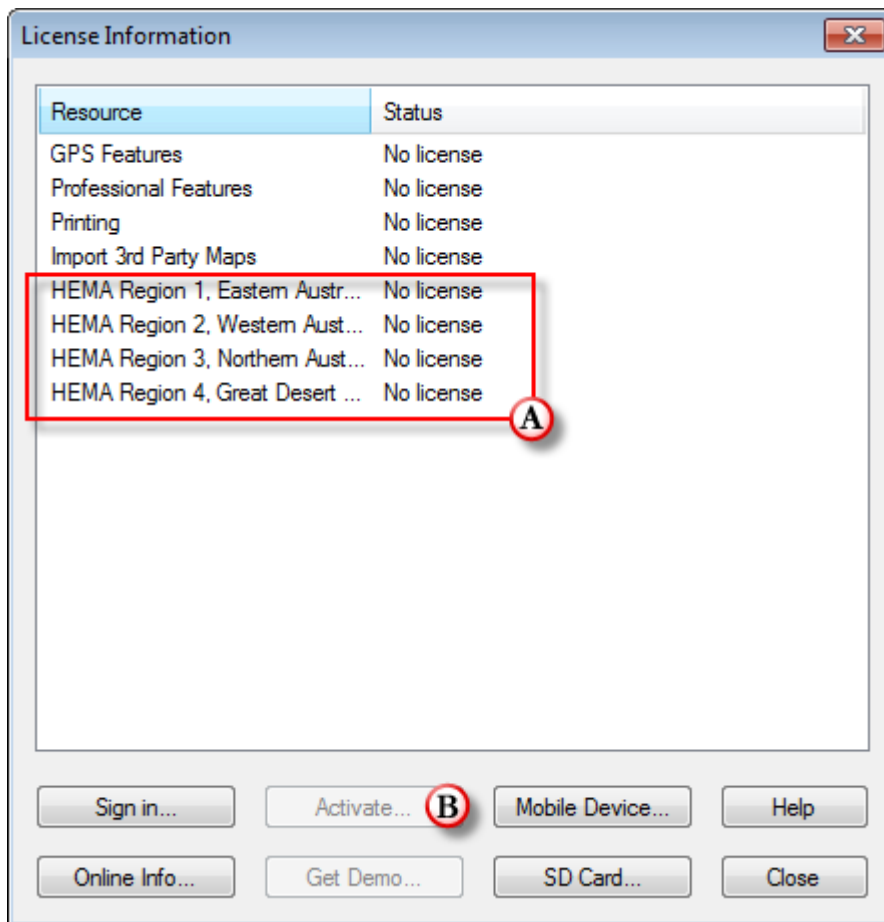 License Information
Resource Status
GPS Features No license
Professional Features No license
Printing No license
Import 3rd Party Maps No license
HEMA Region 1, Eastern Austr... No license
HEMA Region 2, Western Aust... No license
HEMA Region 3, Northern Aust... No license
HEMA Region 4, Great Desert ... No license
A
Sign in... Activate... B Mobile Device... Help
Online Info... Get Demo... SD Card... Close